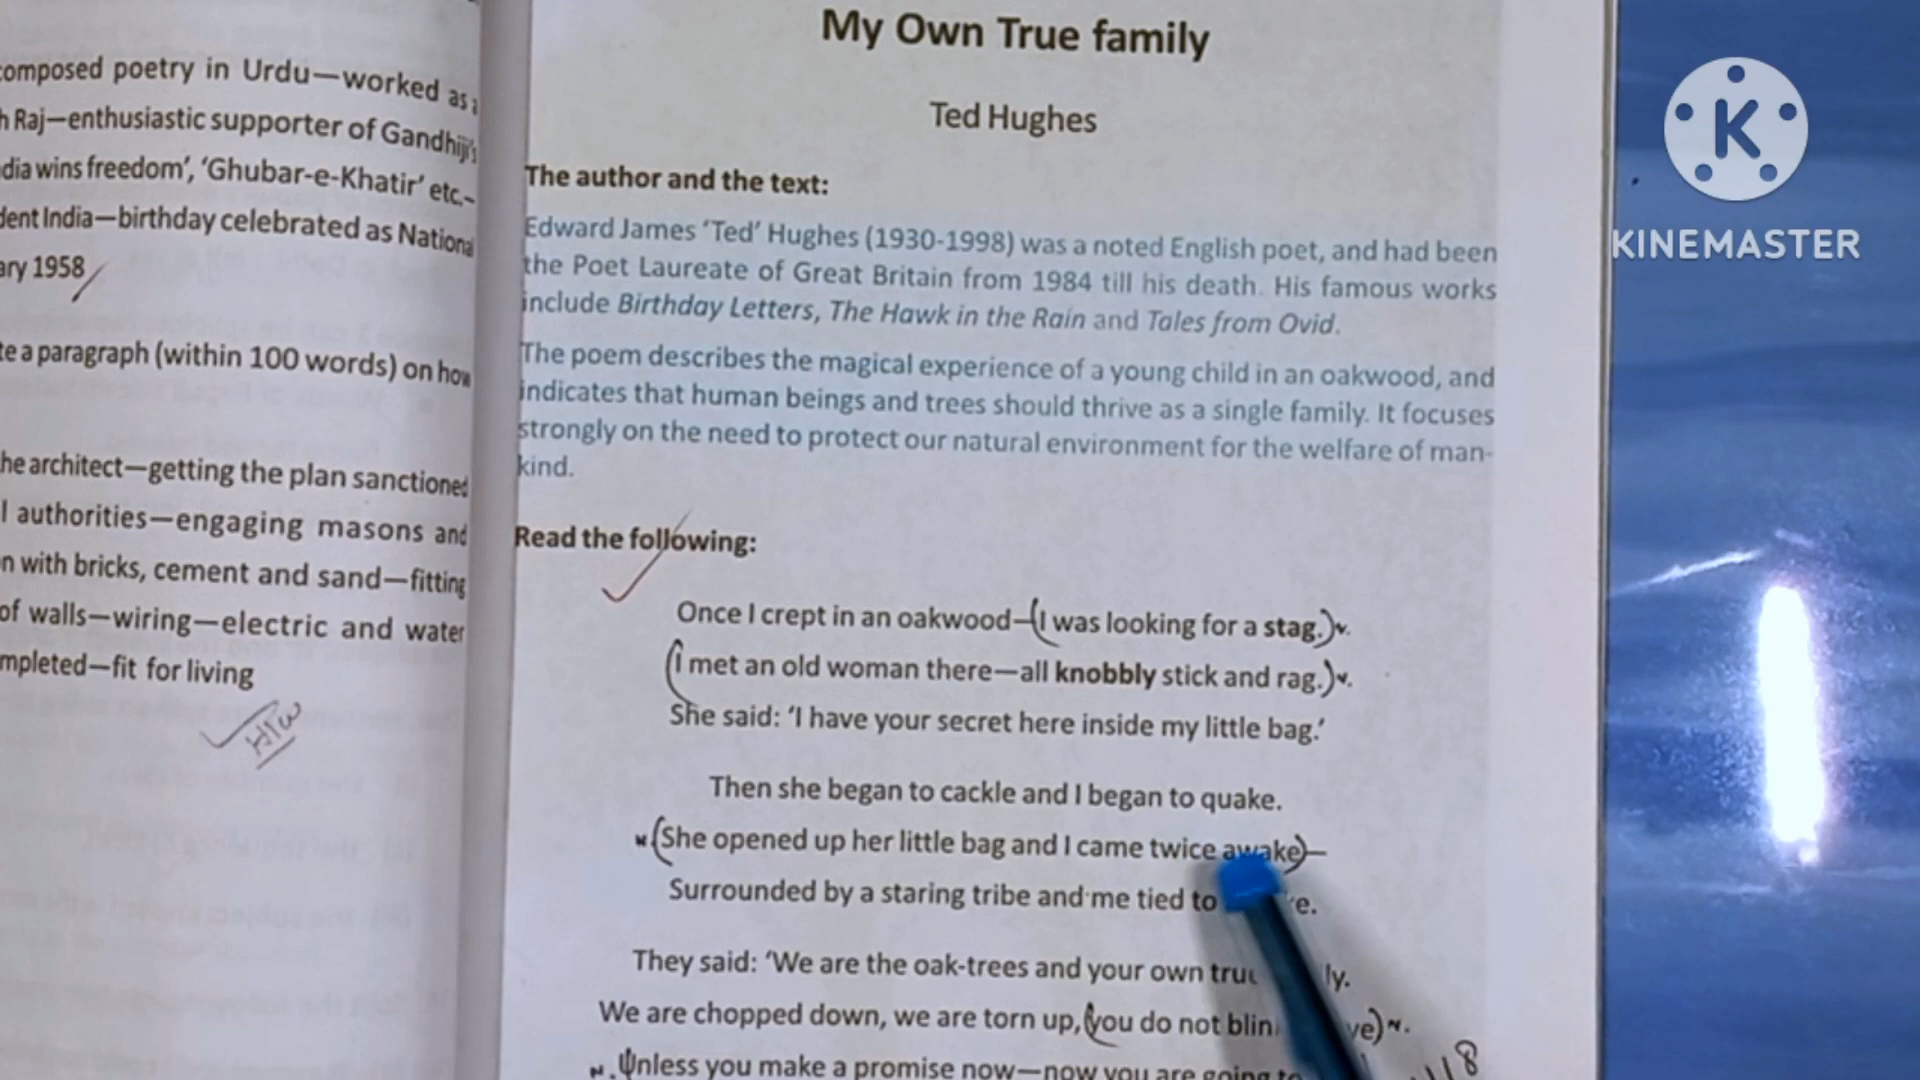 composed poetry in Urdu—worked as a
h Raj—enthusiastic supporter of Gandhiji's
dia wins freedom', 'Ghubar-e-Khatir' etc.-
dent India—birthday celebrated as National
ary 1958
te a paragraph (within 100 words) on how
he architect—getting the plan sanctioned
l authorities—engaging masons and
n with bricks, cement and sand—fitting
of walls—wiring—electric and water
mpleted—fit for living
H/W
My Own True family
Ted Hughes
The author and the text:
Edward James 'Ted' Hughes (1930-1998) was a noted English poet, and had been
the Poet Laureate of Great Britain from 1984 till his death. His famous works
include Birthday Letters, The Hawk in the Rain and Tales from Ovid.
The poem describes the magical experience of a young child in an oakwood, and
indicates that human beings and trees should thrive as a single family. It focuses
strongly on the need to protect our natural environment for the welfare of man-
kind.
Read the following:
Once I crept in an oakwood—(I was looking for a stag.)
(I met an old woman there—all knobbly stick and rag.)
She said: 'I have your secret here inside my little bag.'
Then she began to cackle and I began to quake.
(She opened up her little bag and I came twice awake)—
Surrounded by a staring tribe and me tied to
They said: 'We are the oak-trees and your own
We are chopped down, we are torn up, (you do not
Unless you make a promise now—now you are going to
118
K
KINEMASTER